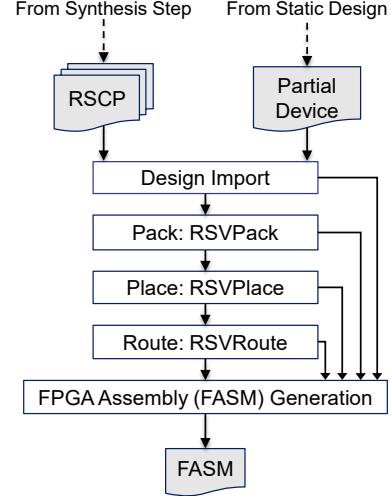 From Synthesis Step
From Static Design
RSCP
Partial
Device
Design Import
Pack: RSVPack
Place: RSVPlace
Route: RSVRoute
FPGA Assembly (FASM) Generation
FASM